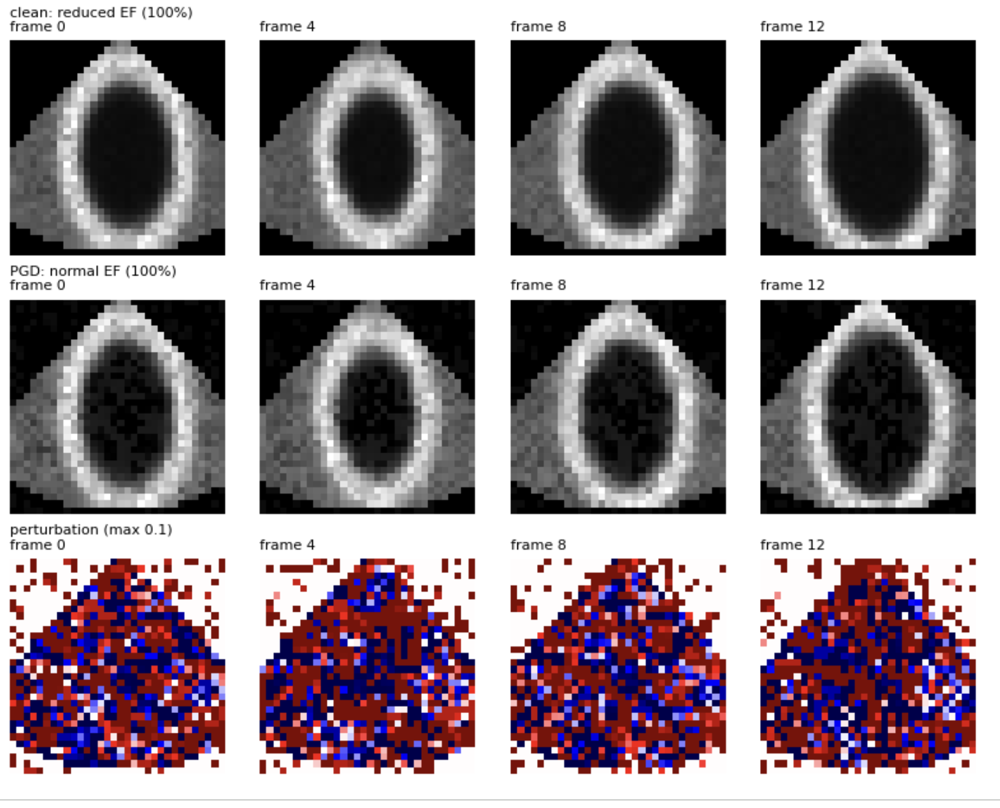 clean: reduced EF (100%)
frame 0
frame 4
frame 8
frame 12
PGD: normal EF (100%)
frame 0
frame 4
frame 8
frame 12
perturbation (max 0.1)
frame 0
frame 4
frame 8
frame 12